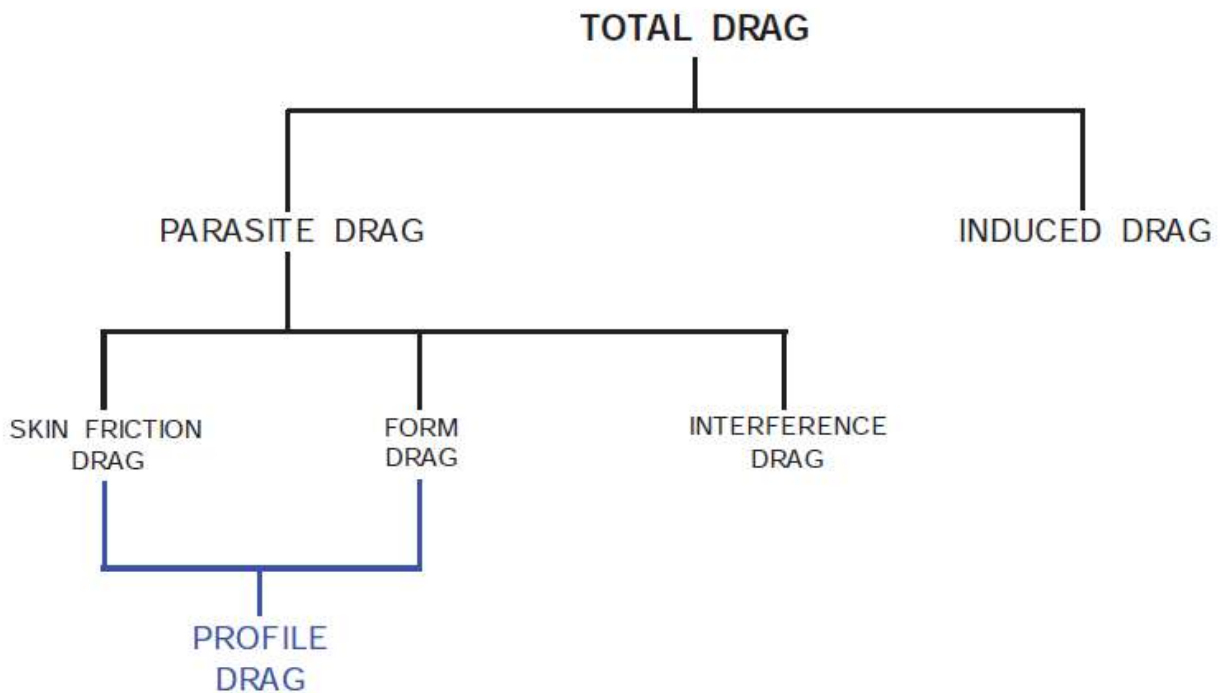 TOTAL DRAG
PARASITE DRAG
INDUCED DRAG
SKIN FRICTION
DRAG
FORM
DRAG
INTERFERENCE
DRAG
PROFILE
DRAG